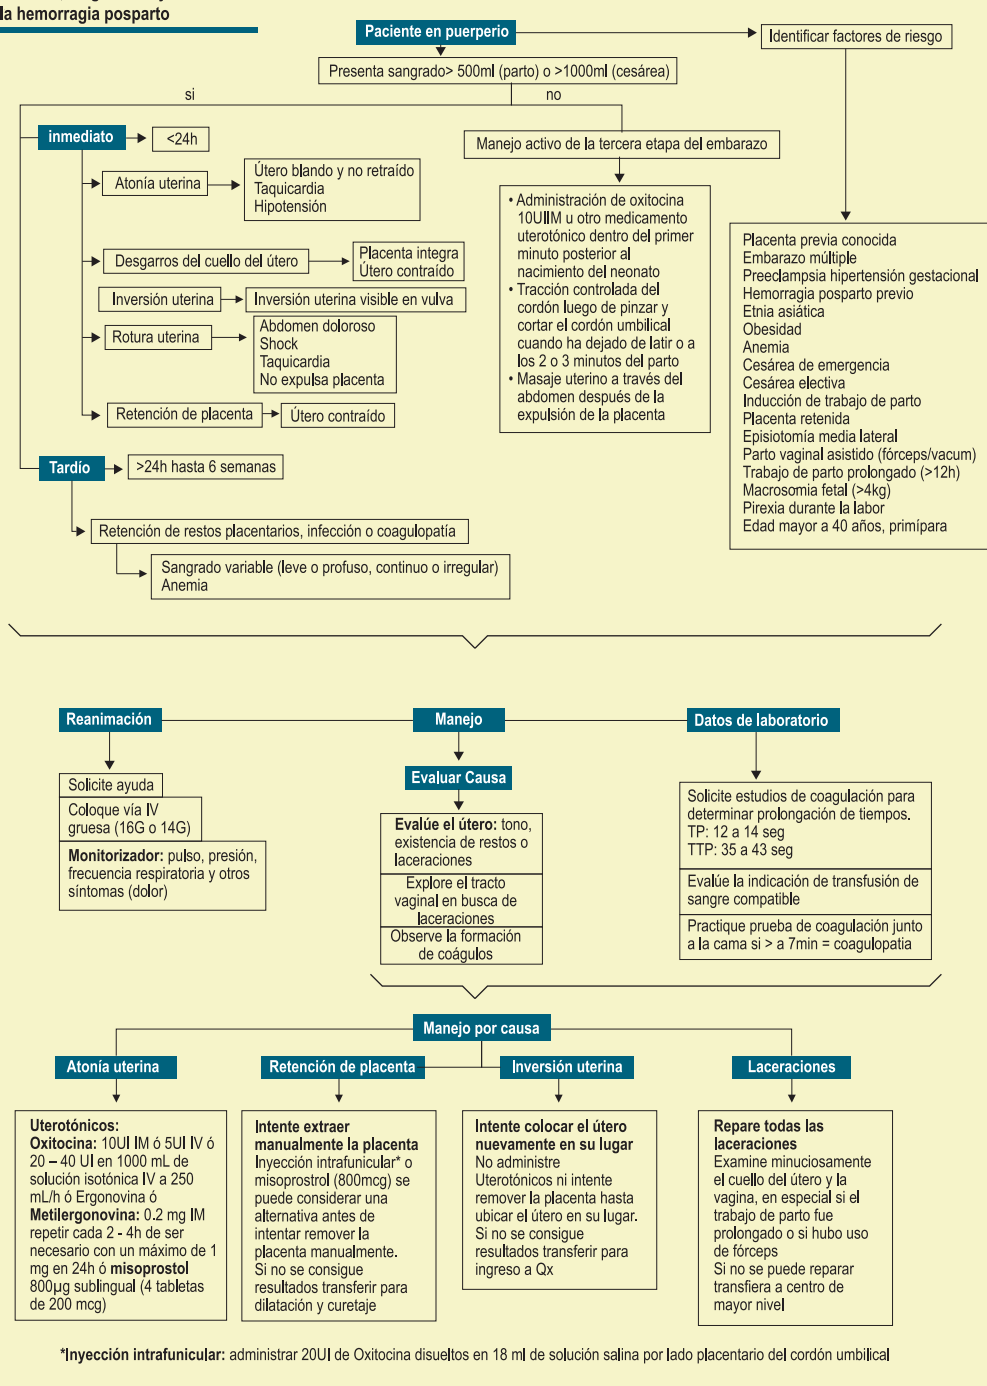 la hemorragia posparto
Paciente en puerperio
Identificar factores de riesgo
Presenta sangrado> 500ml (parto) o >1000ml (cesárea)
si
no
inmediato
<24h
Manejo activo de la tercera etapa del embarazo
Atonía uterina
Útero blando y no retraído
Taquicardia
Hipotensión
Desgarros del cuello del útero
Placenta integra
Útero contraído
Inversión uterina
Inversión uterina visible en vulva
Rotura uterina
Abdomen doloroso
Shock
Taquicardia
No expulsa placenta
Retención de placenta
Útero contraído
• Administración de oxitocina
10UIIM u otro medicamento
uterotónico dentro del primer
minuto posterior al
nacimiento del neonato
• Tracción controlada del
cordón luego de pinzar y
cortar el cordón umbilical
cuando ha dejado de latir o a
los 2 o 3 minutos del parto
• Masaje uterino a través del
abdomen después de la
expulsión de la placenta
Placenta previa conocida
Embarazo múltiple
Preeclampsia hipertensión gestacional
Hemorragia posparto previo
Etnia asiática
Obesidad
Anemia
Cesárea de emergencia
Cesárea electiva
Inducción de trabajo de parto
Placenta retenida
Episiotomía media lateral
Parto vaginal asistido (fórceps/vacum)
Trabajo de parto prolongado (>12h)
Macrosomia fetal (>4kg)
Pirexia durante la labor
Edad mayor a 40 años, primípara
Tardío
>24h hasta 6 semanas
Retención de restos placentarios, infección o coagulopatía
Sangrado variable (leve o profuso, continuo o irregular)
Anemia
Reanimación
Manejo
Datos de laboratorio
Solicite ayuda
Coloque vía IV
gruesa (16G o 14G)
Monitorizador: pulso, presión,
frecuencia respiratoria y otros
síntomas (dolor)
Evaluar Causa
Evalúe el útero: tono,
existencia de restos o
laceraciones
Explore el tracto
vaginal en busca de
laceraciones
Observe la formación
de coágulos
Solicite estudios de coagulación para
determinar prolongación de tiempos.
TP: 12 a 14 seg
TTP: 35 a 43 seg
Evalúe la indicación de transfusión de
sangre compatible
Practique prueba de coagulación junto
a la cama si > a 7min = coagulopatia
Manejo por causa
Atonía uterina
Retención de placenta
Inversión uterina
Laceraciones
Uterotónicos:
Oxitocina: 10UI IM ó 5UI IV ó
20 – 40 UI en 1000 mL de
solución isotónica IV a 250
mL/h ó Ergonovina ó
Metilergonovina: 0.2 mg IM
repetir cada 2 - 4h de ser
necesario con un máximo de 1
mg en 24h ó misoprostol
800µg sublingual (4 tabletas
de 200 mcg)
Intente extraer
manualmente la placenta
Inyección intrafunicular* o
misoprostrol (800mcg) se
puede considerar una
alternativa antes de
intentar remover la
placenta manualmente.
Si no se consigue
resultados transferir para
dilatación y curetaje
Intente colocar el útero
nuevamente en su lugar
No administre
Uterotónicos ni intente
remover la placenta hasta
ubicar el útero en su lugar.
Si no se consigue
resultados transferir para
ingreso a Qx
Repare todas las
laceraciones
Examine minuciosamente
el cuello del útero y la
vagina, en especial si el
trabajo de parto fue
prolongado o si hubo uso
de fórceps
Si no se puede reparar
transfiera a centro de
mayor nivel
*Inyección intrafunicular: administrar 20UI de Oxitocina disueltos en 18 ml de solución salina por lado placentario del cordón umbilical